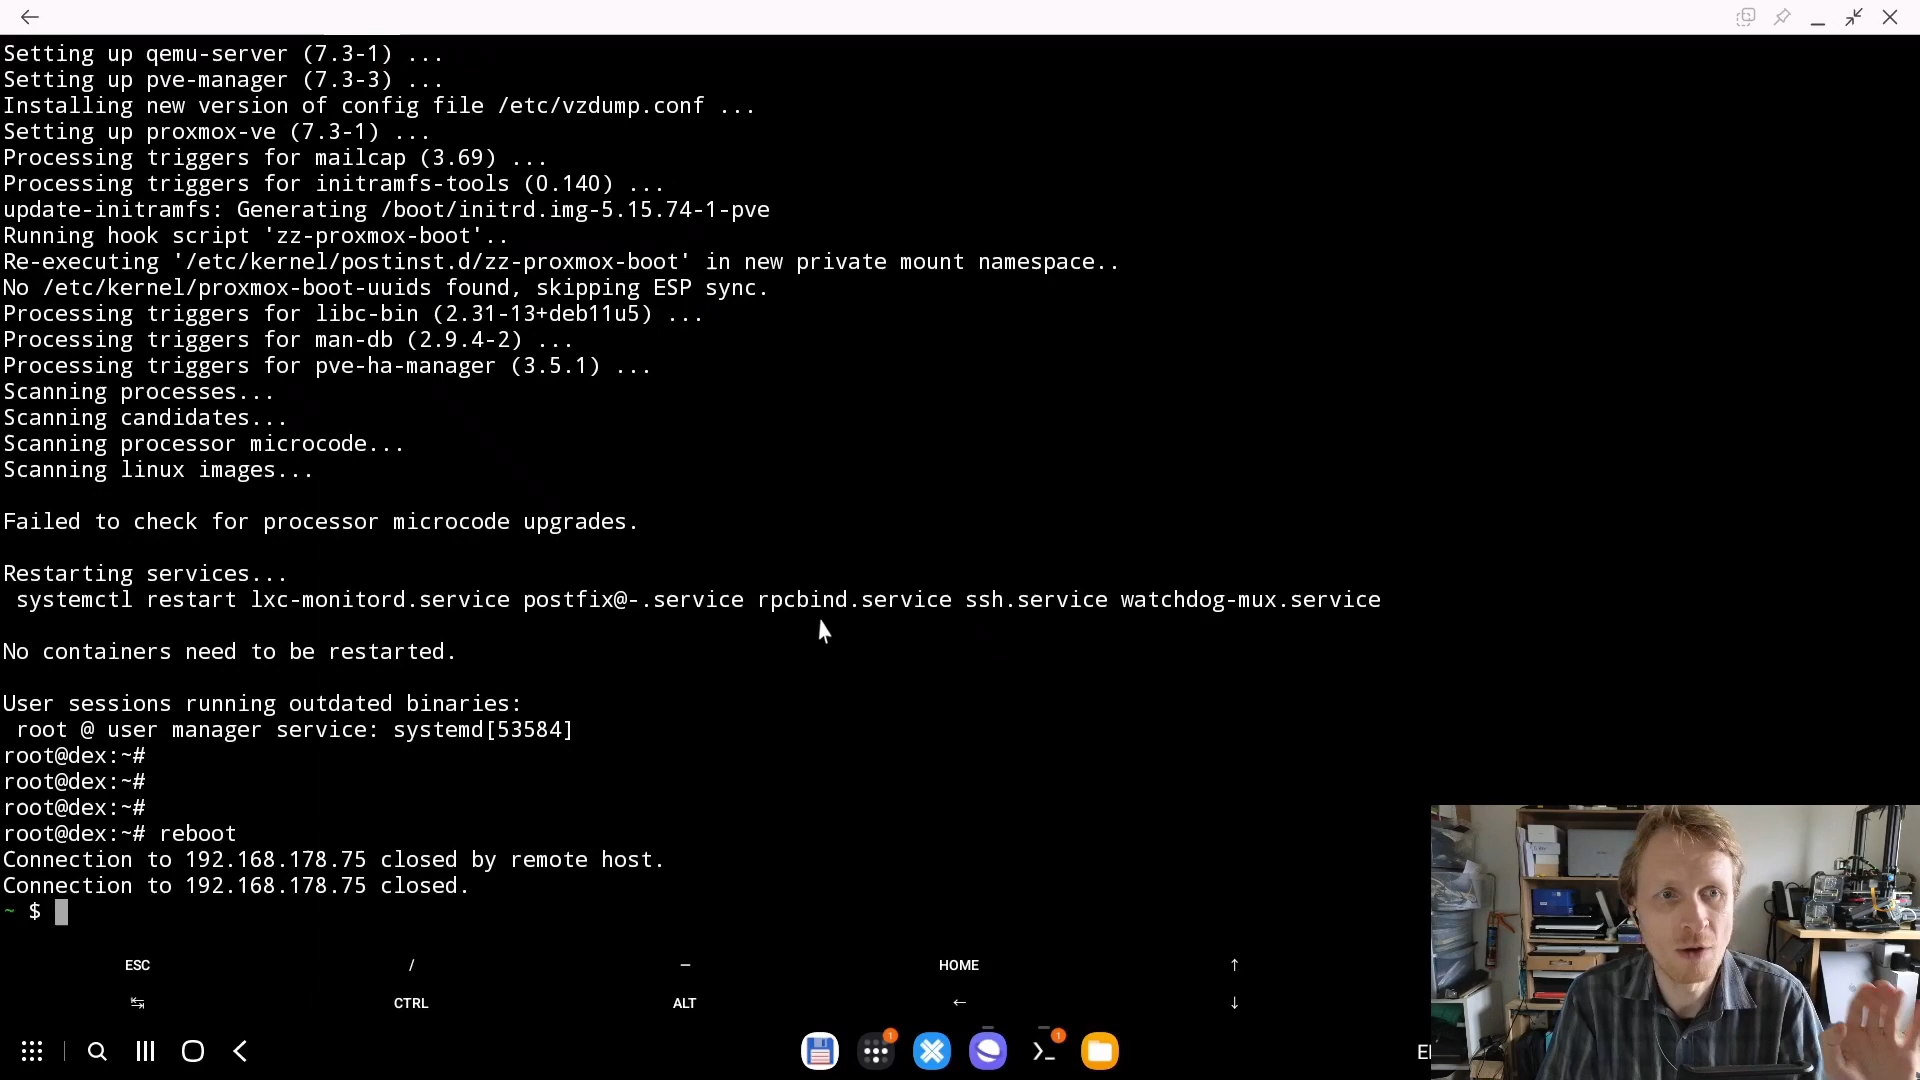 Setting up qemu-server (7.3-1) ...
Setting up pve-manager (7.3-3) ...
Installing new version of config file /etc/vzdump.conf ...
Setting up proxmox-ve (7.3-1) ...
Processing triggers for mailcap (3.69) ...
Processing triggers for initramfs-tools (0.140) ...
update-initramfs: Generating /boot/initrd.img-5.15.74-1-pve
Running hook script 'zz-proxmox-boot'..
Re-executing '/etc/kernel/postinst.d/zz-proxmox-boot' in new private mount namespace..
No /etc/kernel/proxmox-boot-uuids found, skipping ESP sync.
Processing triggers for libc-bin (2.31-13+deb11u5) ...
Processing triggers for man-db (2.9.4-2) ...
Processing triggers for pve-ha-manager (3.5.1) ...
Scanning processes...
Scanning candidates...
Scanning processor microcode...
Scanning linux images...
Failed to check for processor microcode upgrades.
Restarting services...
systemctl restart lxc-monitord.service postfix@-.service rpcbind.service ssh.service watchdog-mux.service
No containers need to be restarted.
User sessions running outdated binaries:
root @ user manager service: systemd[53584]
root@dex:~#
root@dex:~#
root@dex:~#
root@dex:~# reboot
Connection to 192.168.178.75 closed by remote host.
Connection to 192.168.178.75 closed.
~ $
ESC / — HOME ↑
↹ CTRL ALT ← ↓
1 1